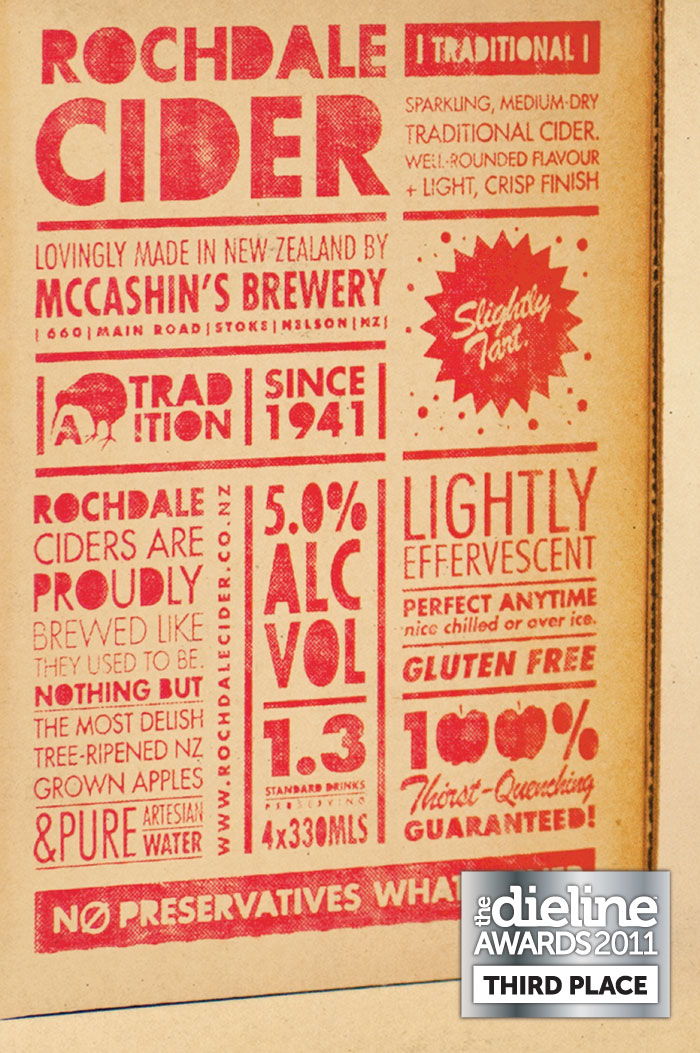 ROCHDALE
CIDER
| TRADITIONAL |
SPARKLING, MEDIUM-DRY
TRADITIONAL CIDER.
WELL-ROUNDED FLAVOUR
+ LIGHT, CRISP FINISH
LOVINGLY MADE IN NEW ZEALAND BY
MCCASHIN'S BREWERY
| 660 | MAIN ROAD | STOKE | NELSON | NZ |
Slightly
Tart.
A TRAD
ITION
SINCE
1941
ROCHDALE
CIDERS ARE
PROUDLY
BREWED LIKE
THEY USED TO BE.
NOTHING BUT
THE MOST DELISH
TREE-RIPENED NZ
GROWN APPLES
&PURE ARTESIAN
WATER
WWW.ROCHDALECIDER.CO.NZ
5.0%
ALC
VOL
1.3
STANDARD DRINKS
PER SERVING
4x330MLS
LIGHTLY
EFFERVESCENT
PERFECT ANYTIME
nice chilled or over ice.
GLUTEN FREE
100%
Thirst-Quenching
GUARANTEED!
NØ PRESERVATIVES
the dieline
AWARDS 2011
THIRD PLACE